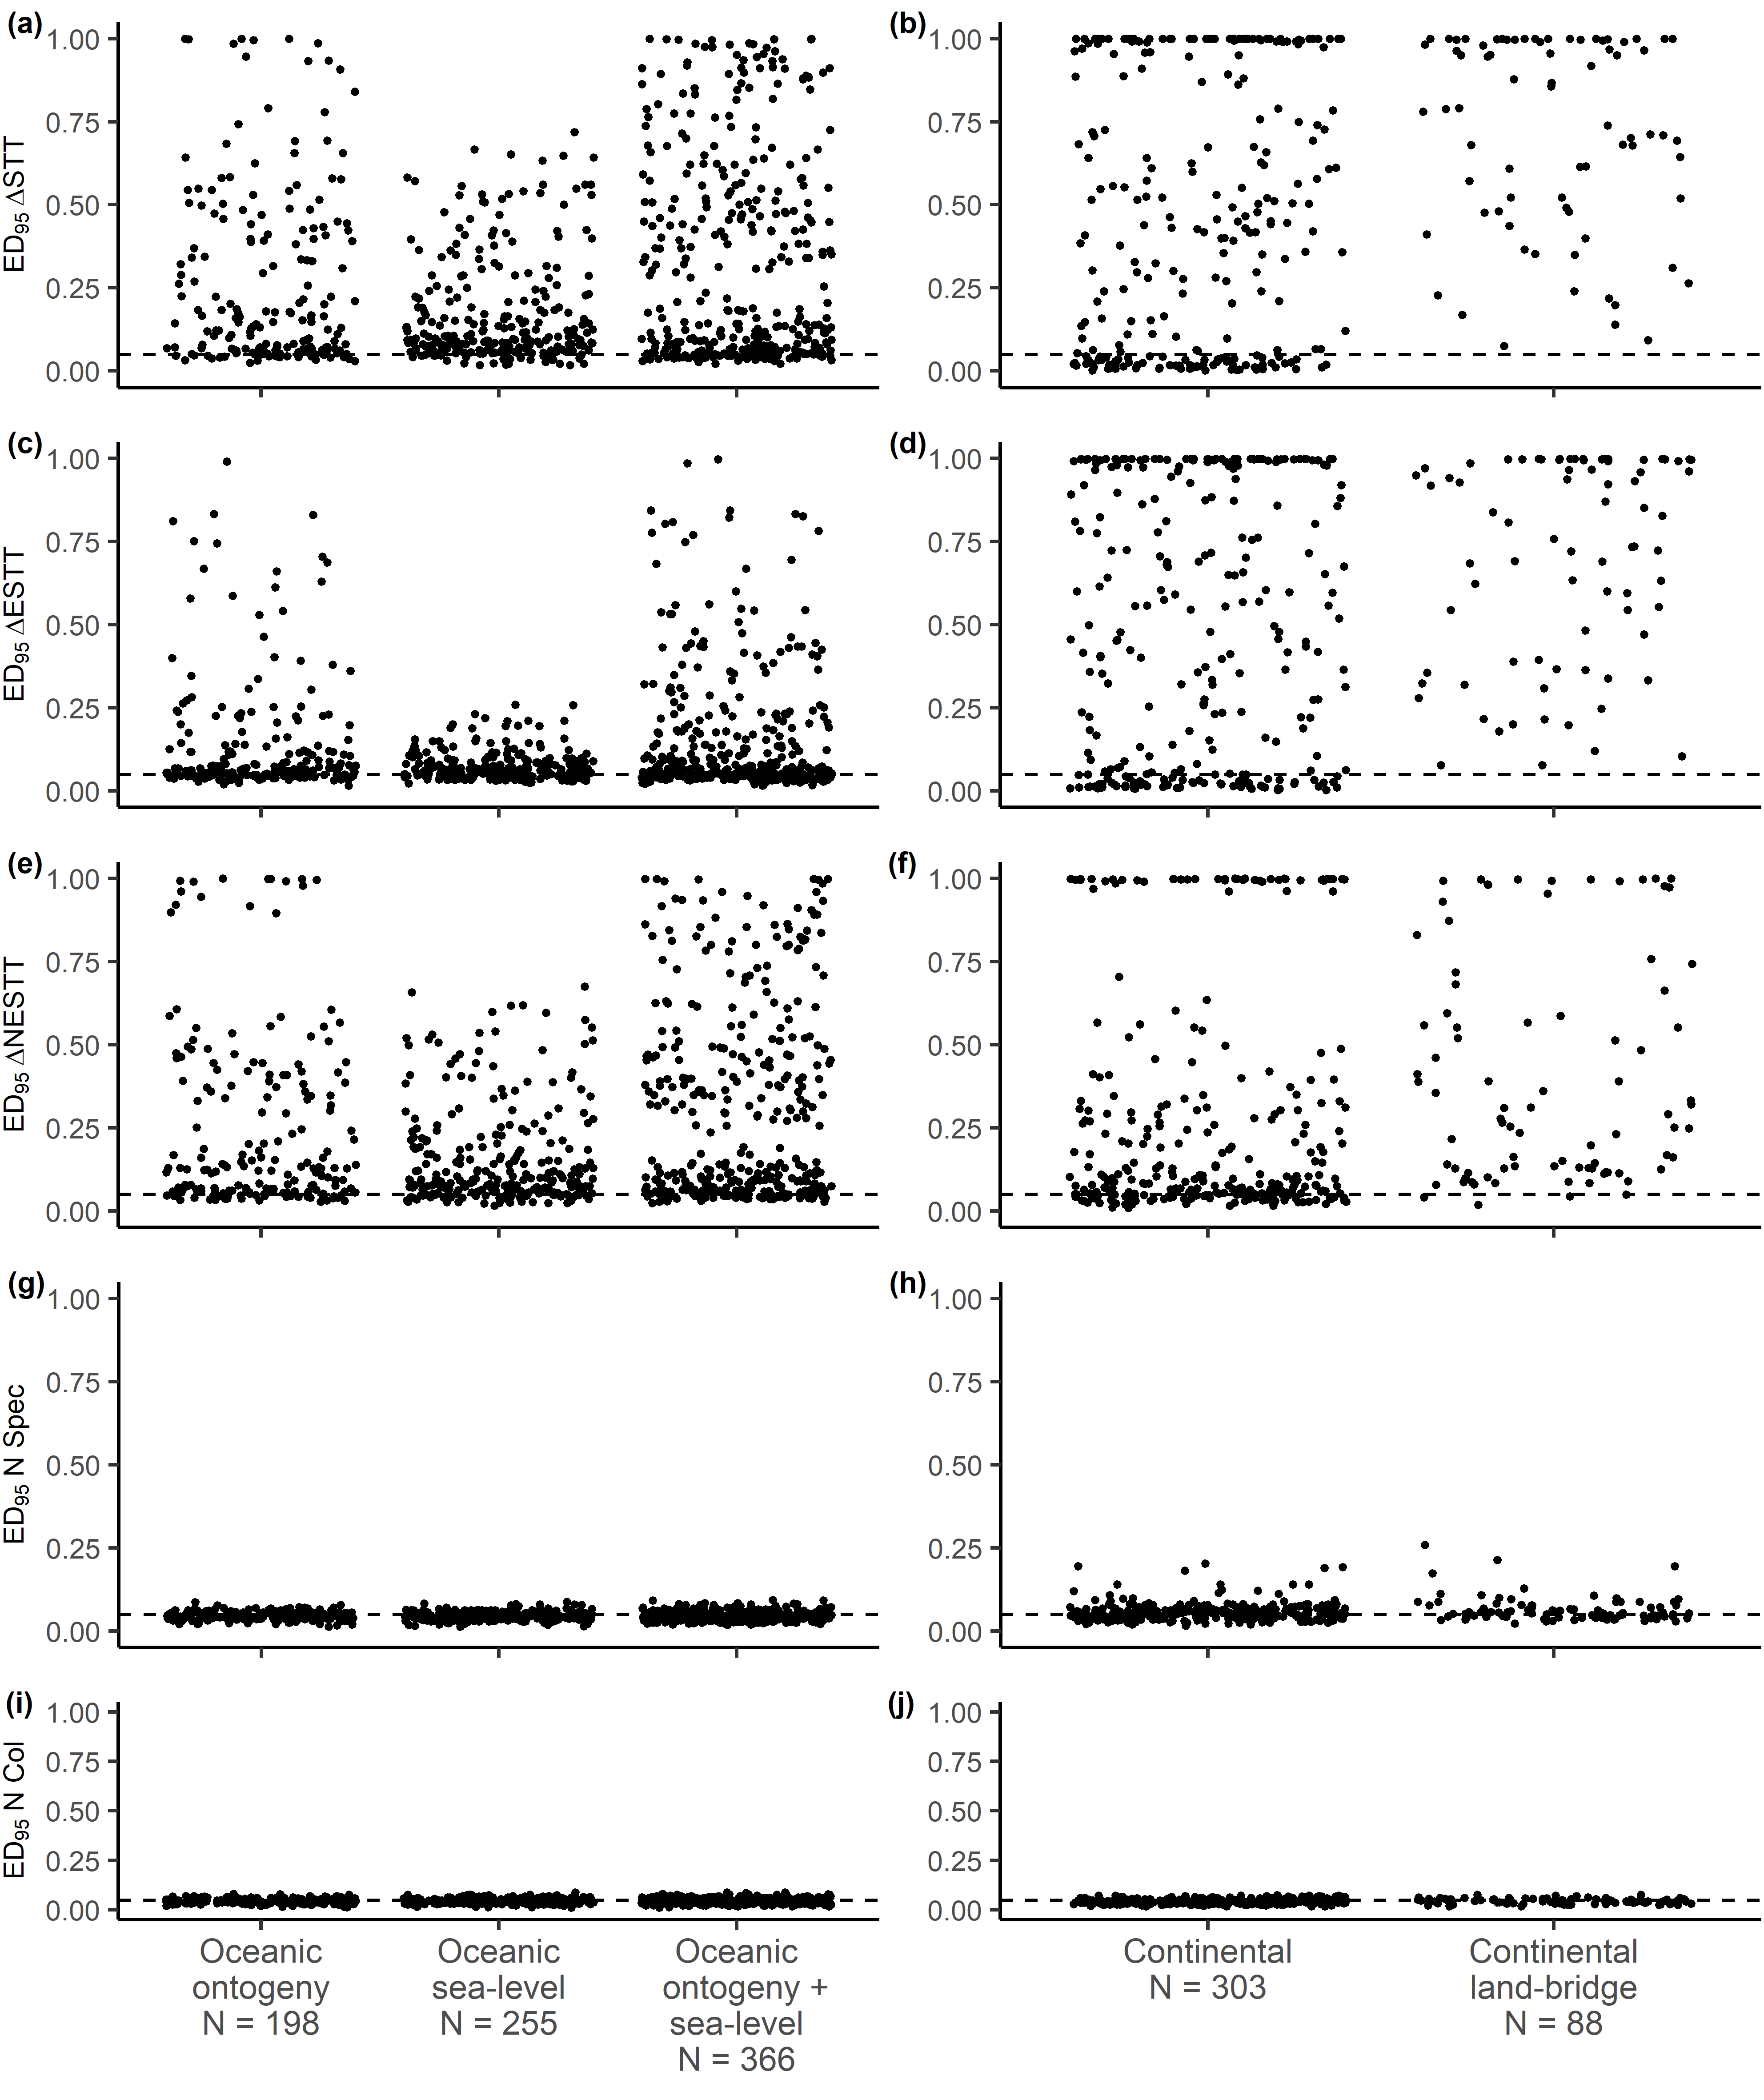 (a)
ED95 ΔSTT
1.00
0.75
0.50
0.25
0.00
(b)
1.00
0.75
0.50
0.25
0.00
(c)
ED95 ΔESTT
1.00
0.75
0.50
0.25
0.00
(d)
1.00
0.75
0.50
0.25
0.00
(e)
ED95 ΔNESTT
1.00
0.75
0.50
0.25
0.00
(f)
1.00
0.75
0.50
0.25
0.00
(g)
ED95 N Spec
1.00
0.75
0.50
0.25
0.00
(h)
1.00
0.75
0.50
0.25
0.00
(i)
ED95 N Col
1.00
0.75
0.50
0.25
0.00
(j)
1.00
0.75
0.50
0.25
0.00
Oceanic
ontogeny
N = 198
Oceanic
sea-level
N = 255
Oceanic
ontogeny +
sea-level
N = 366
Continental
N = 303
Continental
land-bridge
N = 88